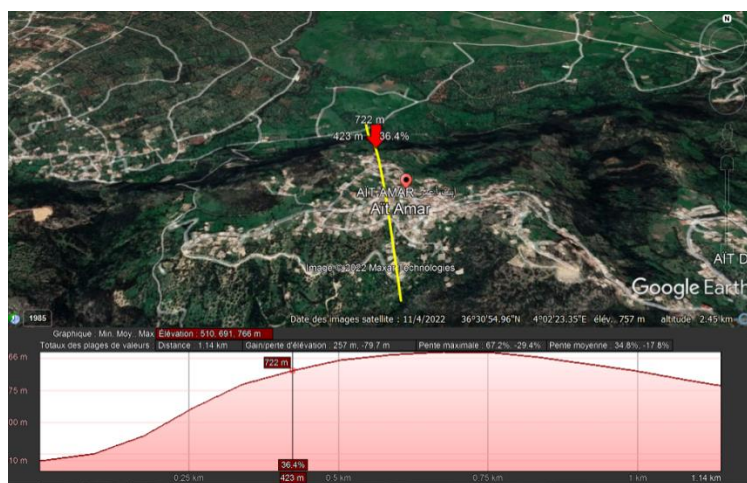 N
722 m
423 m 36.4%
AÏT AMAR
Aït Amar
AÏT D
Image © 2022 Maxar Technologies
Google Earth
1985
Date des images satellite : 11/4/2022 36°30'54.96"N 4°02'23.35"E élév. 757 m altitude 2.45 km
Graphique : Min. Moy. Max. Élévation : 510, 691, 766 m
Totaux des plages de valeurs : Distance : 1.14 km Gain/perte d'élévation : 257 m, -79.7 m Pente maximale : 67.2%, -29.4% Pente moyenne : 34.8%, -17.8%
66 m
722 m
75 m
00 m
10 m
36.4%
0.25 km 423 m 0.5 km 0.75 km 1 km 1.14 km